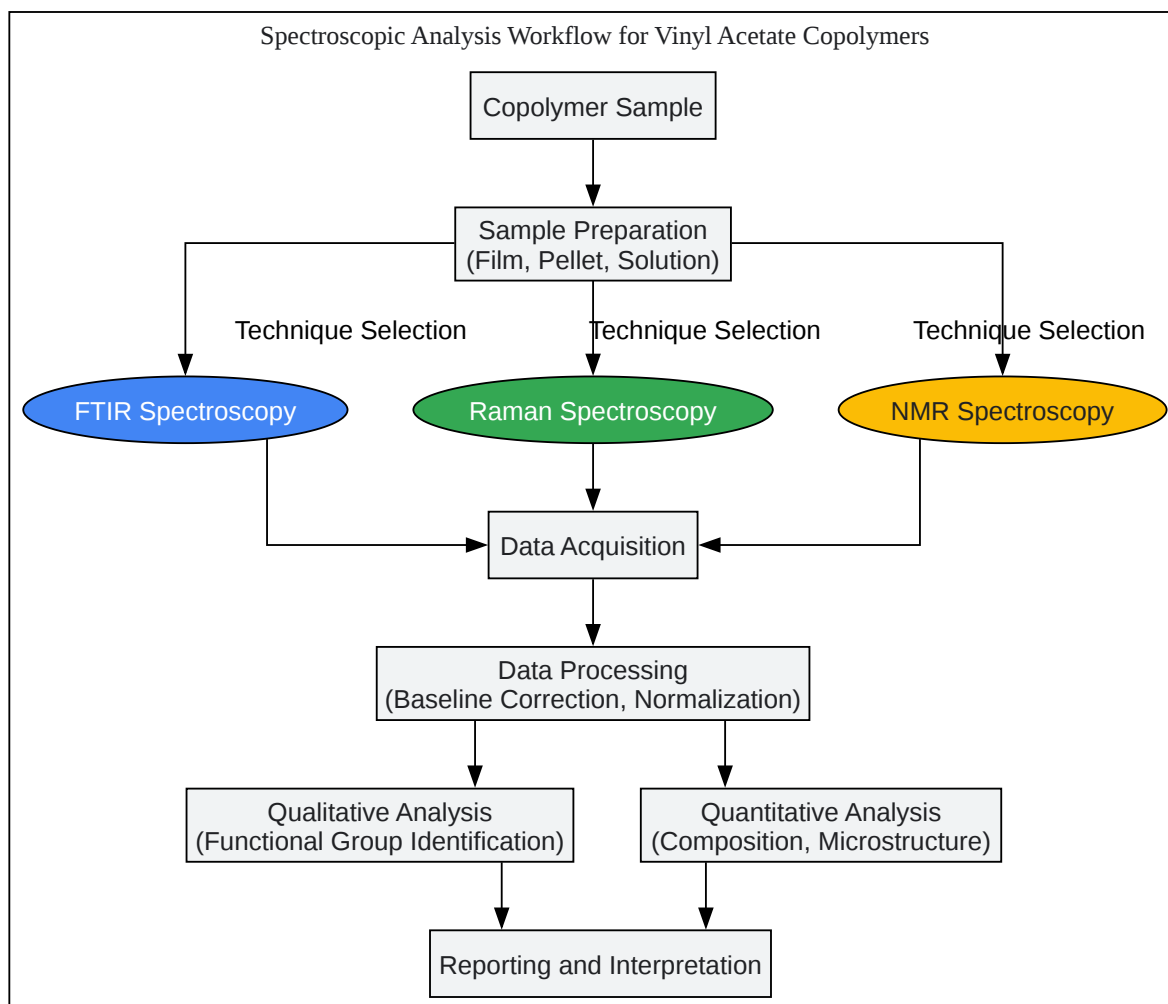 Spectroscopic Analysis Workflow for Vinyl Acetate Copolymers
Copolymer Sample
Sample Preparation
(Film, Pellet, Solution)
Technique Selection
Technique Selection
Technique Selection
FTIR Spectroscopy
Raman Spectroscopy
NMR Spectroscopy
Data Acquisition
Data Processing
(Baseline Correction, Normalization)
Qualitative Analysis
(Functional Group Identification)
Quantitative Analysis
(Composition, Microstructure)
Reporting and Interpretation